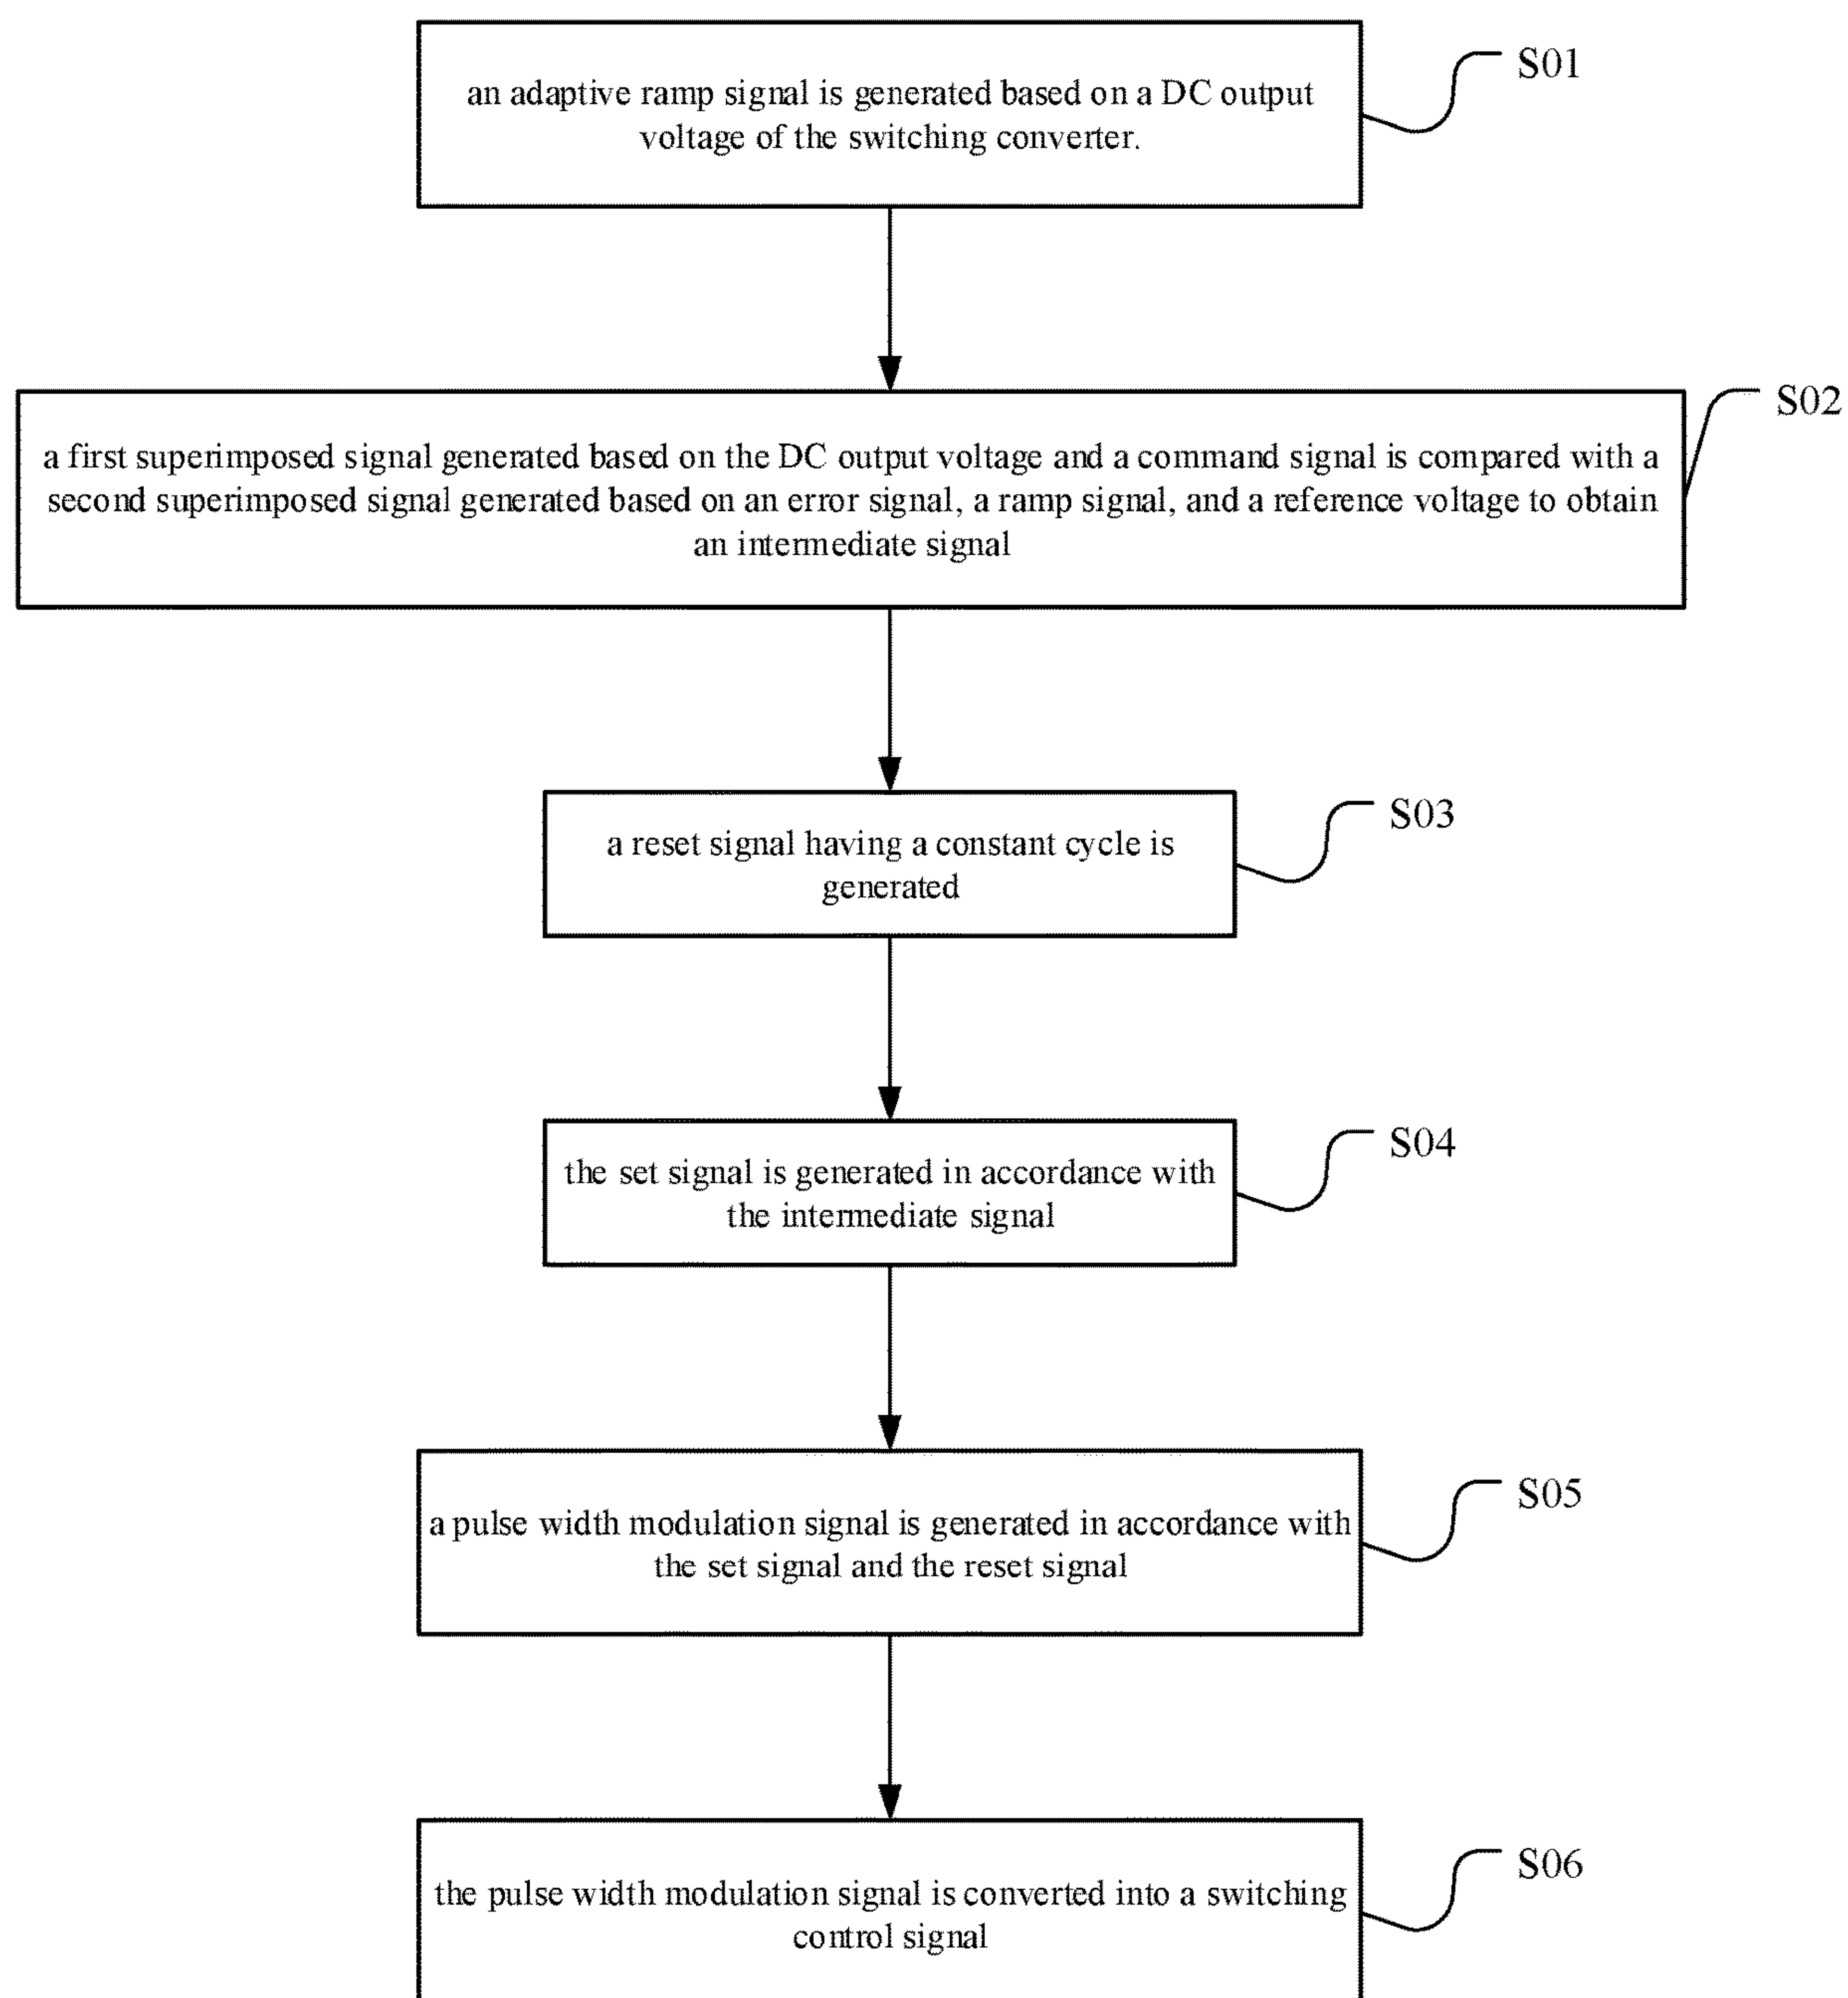 an adaptive ramp signal is generated based on a DC output
voltage of the switching converter.
S01
a first superimposed signal generated based on the DC output voltage and a command signal is compared with a
second superimposed signal generated based on an error signal, a ramp signal, and a reference voltage to obtain
an intermediate signal
S02
a reset signal having a constant cycle is
generated
S03
the set signal is generated in accordance with
the intermediate signal
S04
a pulse width modulation signal is generated in accordance with
the set signal and the reset signal
S05
the pulse width modulation signal is converted into a switching
control signal
S06